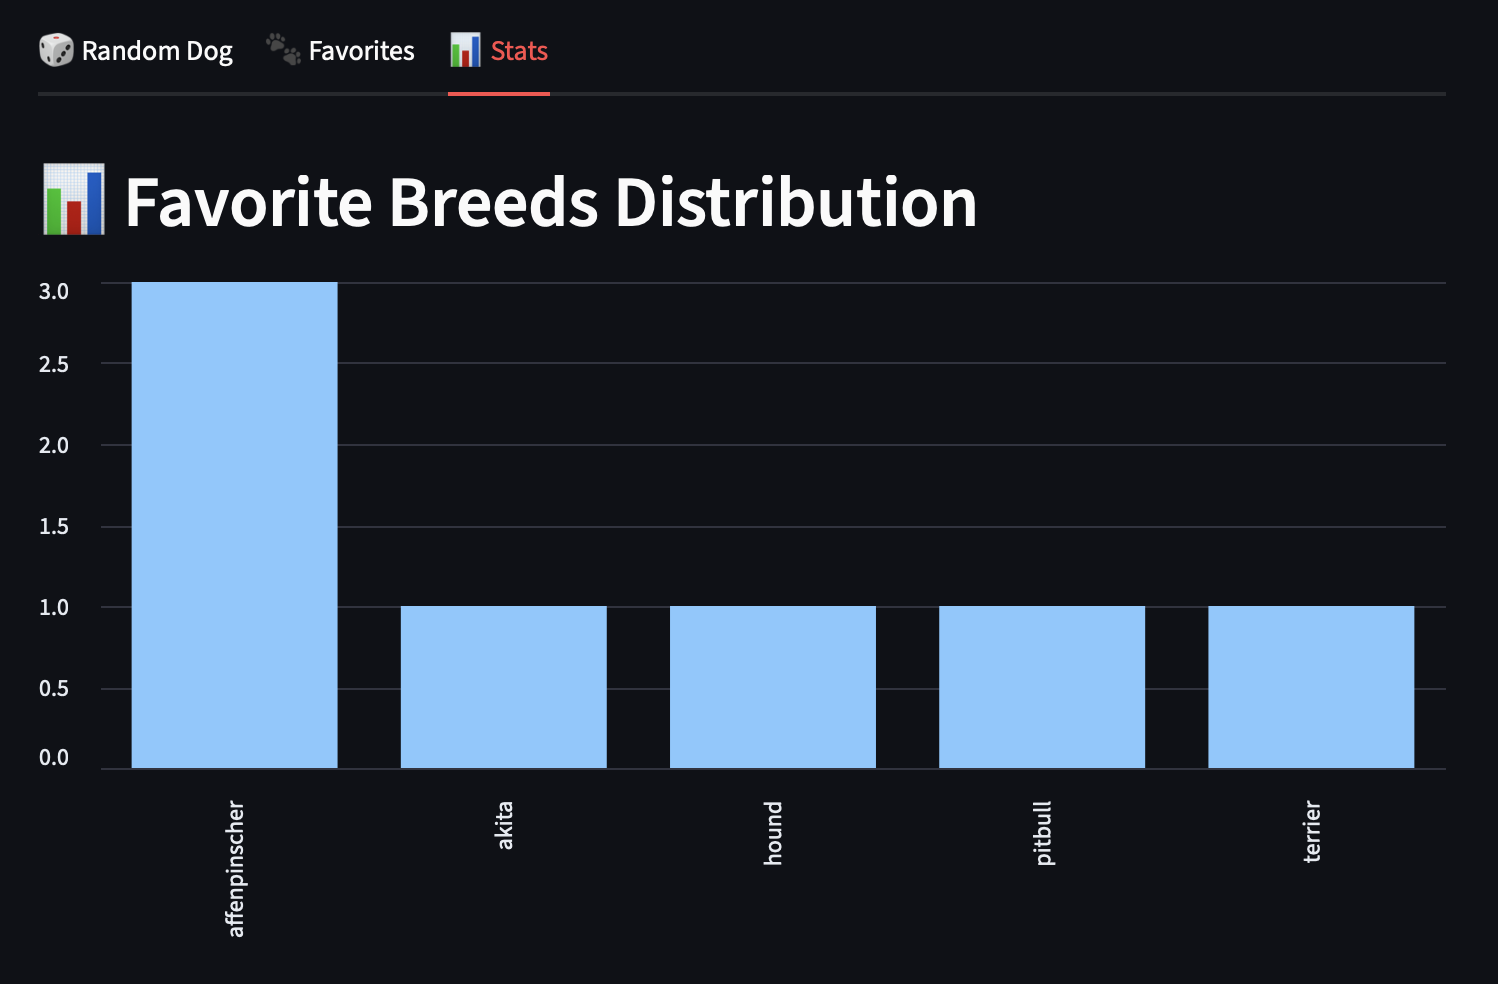 Random Dog Favorites Stats
Favorite Breeds Distribution
3.0
2.5
2.0
1.5
1.0
0.5
0.0
affenpinscher
akita
hound
pitbull
terrier